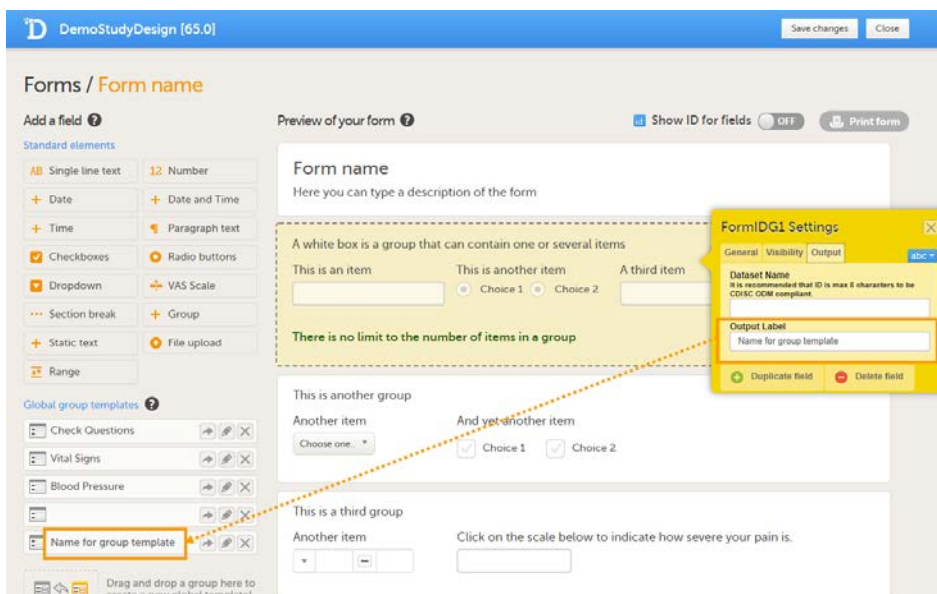 DemoStudyDesign [65.0]
Save changes
Close
Forms / Form name
Add a field ?
Preview of your form ?
id Show ID for fields OFF
Print form
Standard elements
AB Single line text
12 Number
Date
Date and Time
Time
Paragraph text
Checkboxes
Radio buttons
Dropdown
VAS Scale
Section break
Group
Static text
File upload
Range
Global group templates ?
Check Questions
Vital Signs
Blood Pressure
Name for group template
Drag and drop a group here to
Form name
Here you can type a description of the form
A white box is a group that can contain one or several items
This is an item
This is another item
A third item
Choice 1
Choice 2
There is no limit to the number of items in a group
This is another group
Another item
And yet another item
Choose one..
Choice 1
Choice 2
This is a third group
Another item
Click on the scale below to indicate how severe your pain is.
FormIDG1 Settings
General Visibility Output
abc
Dataset Name
It is recommended that ID is max 8 characters to be
CDISC ODM compliant.
Output Label
Name for group template
Duplicate field
Delete field